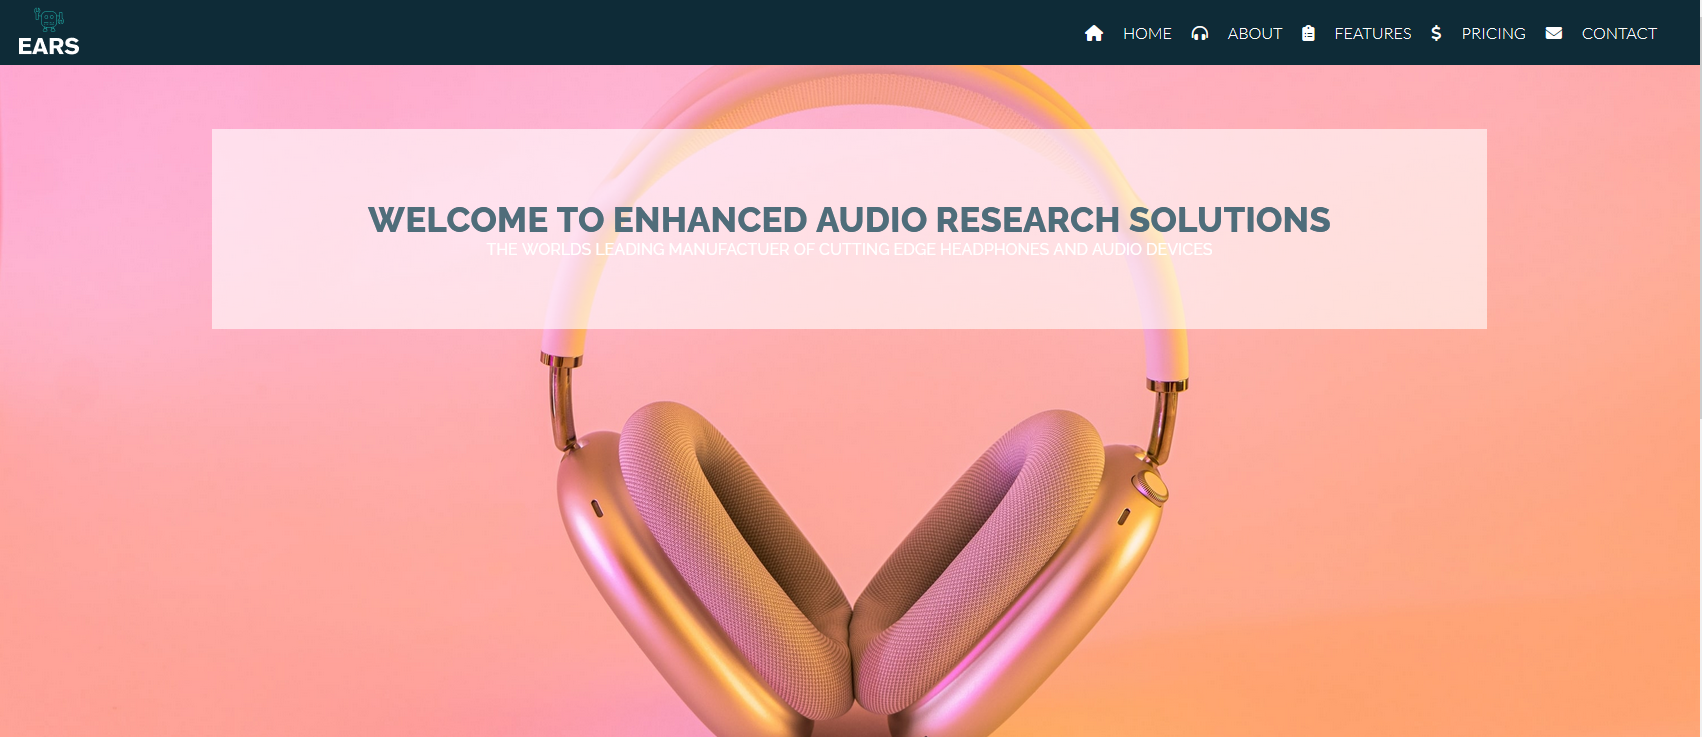 EARS
HOME ABOUT FEATURES PRICING CONTACT
WELCOME TO ENHANCED AUDIO RESEARCH SOLUTIONS
THE WORLDS LEADING MANUFACTUER OF CUTTING EDGE HEADPHONES AND AUDIO DEVICES